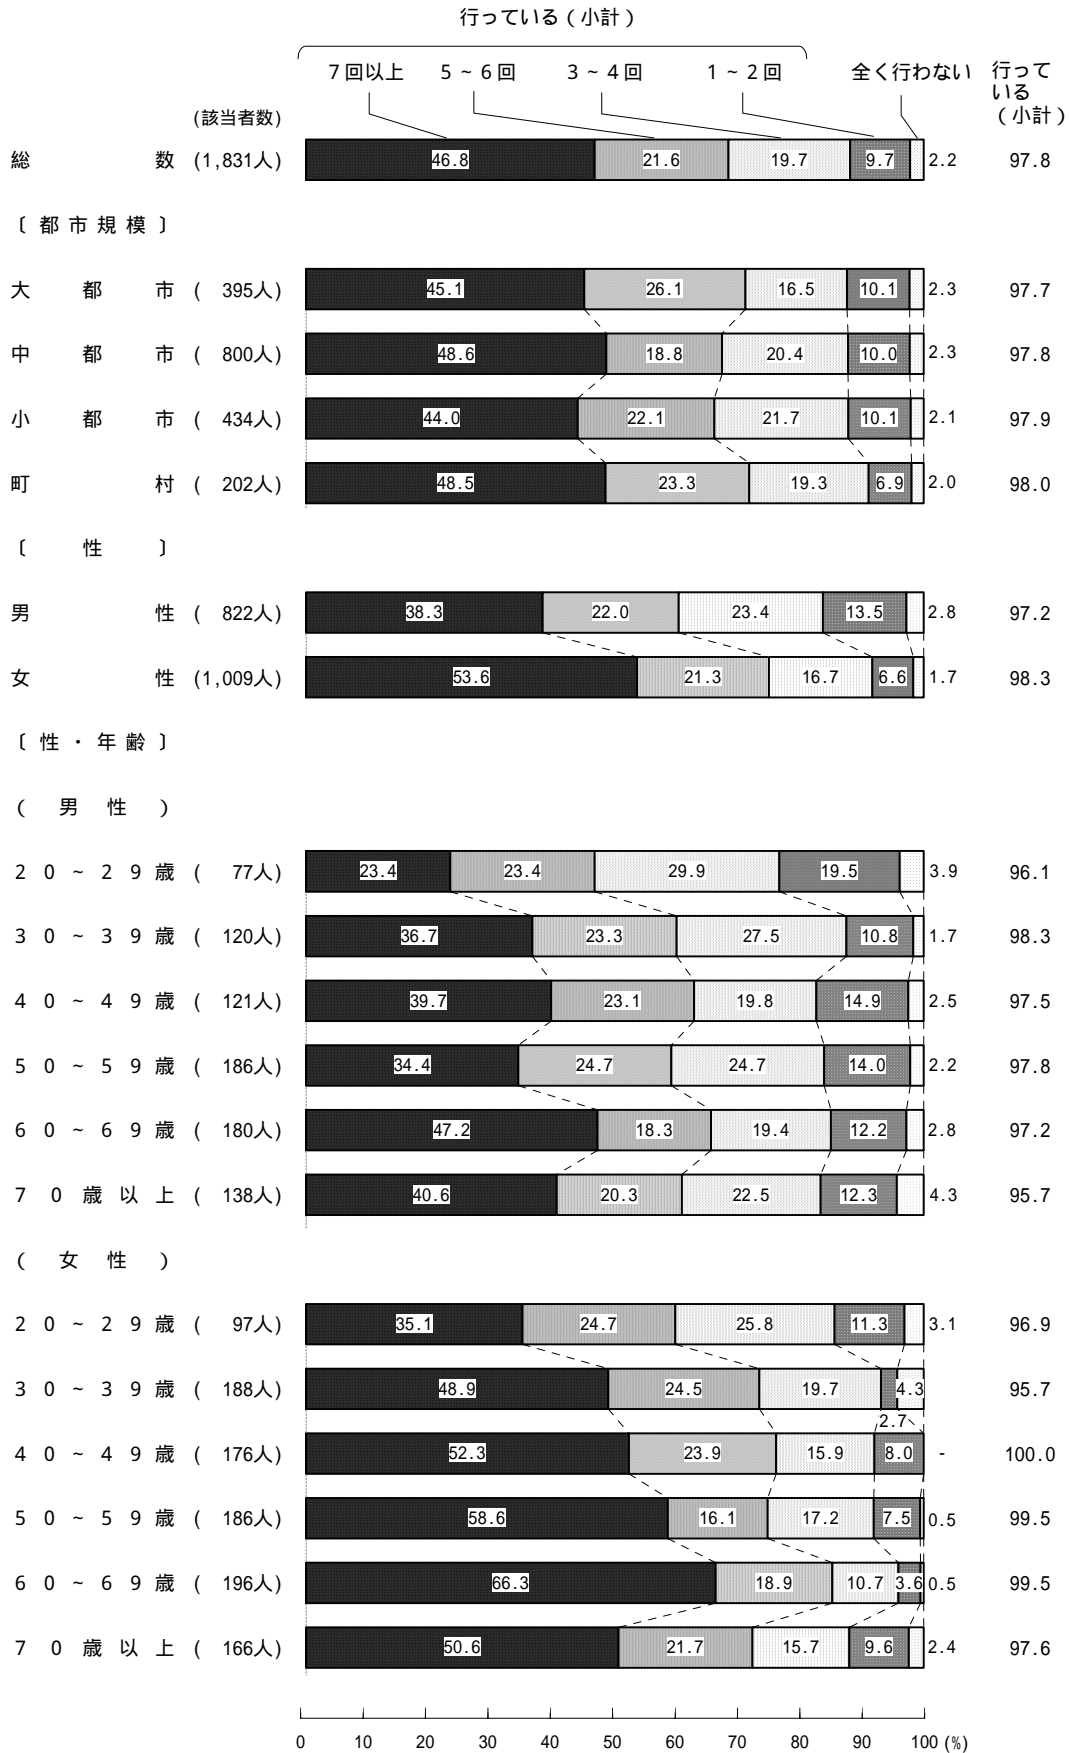 行っている（小計）
７回以上　５～６回　３～４回　１～２回　全く行わない　行って
いる
（小計）
(該当者数)
総　数 (1,831人) 46.8 21.6 19.7 9.7 2.2 97.8
〔都市規模〕
大都市 ( 395人) 45.1 26.1 16.5 10.1 2.3 97.7
中都市 ( 800人) 48.6 18.8 20.4 10.0 2.3 97.8
小都市 ( 434人) 44.0 22.1 21.7 10.1 2.1 97.9
町　村 ( 202人) 48.5 23.3 19.3 6.9 2.0 98.0
〔　性　〕
男　性 ( 822人) 38.3 22.0 23.4 13.5 2.8 97.2
女　性 (1,009人) 53.6 21.3 16.7 6.6 1.7 98.3
〔性・年齢〕
（男性）
２０～２９歳 ( 77人) 23.4 23.4 29.9 19.5 3.9 96.1
３０～３９歳 ( 120人) 36.7 23.3 27.5 10.8 1.7 98.3
４０～４９歳 ( 121人) 39.7 23.1 19.8 14.9 2.5 97.5
５０～５９歳 ( 186人) 34.4 24.7 24.7 14.0 2.2 97.8
６０～６９歳 ( 180人) 47.2 18.3 19.4 12.2 2.8 97.2
７０歳以上 ( 138人) 40.6 20.3 22.5 12.3 4.3 95.7
（女性）
２０～２９歳 ( 97人) 35.1 24.7 25.8 11.3 3.1 96.9
３０～３９歳 ( 188人) 48.9 24.5 19.7 4.3 95.7
2.7
４０～４９歳 ( 176人) 52.3 23.9 15.9 8.0 - 100.0
５０～５９歳 ( 186人) 58.6 16.1 17.2 7.5 0.5 99.5
６０～６９歳 ( 196人) 66.3 18.9 10.7 3.6 0.5 99.5
７０歳以上 ( 166人) 50.6 21.7 15.7 9.6 2.4 97.6
0 10 20 30 40 50 60 70 80 90 100 (%)